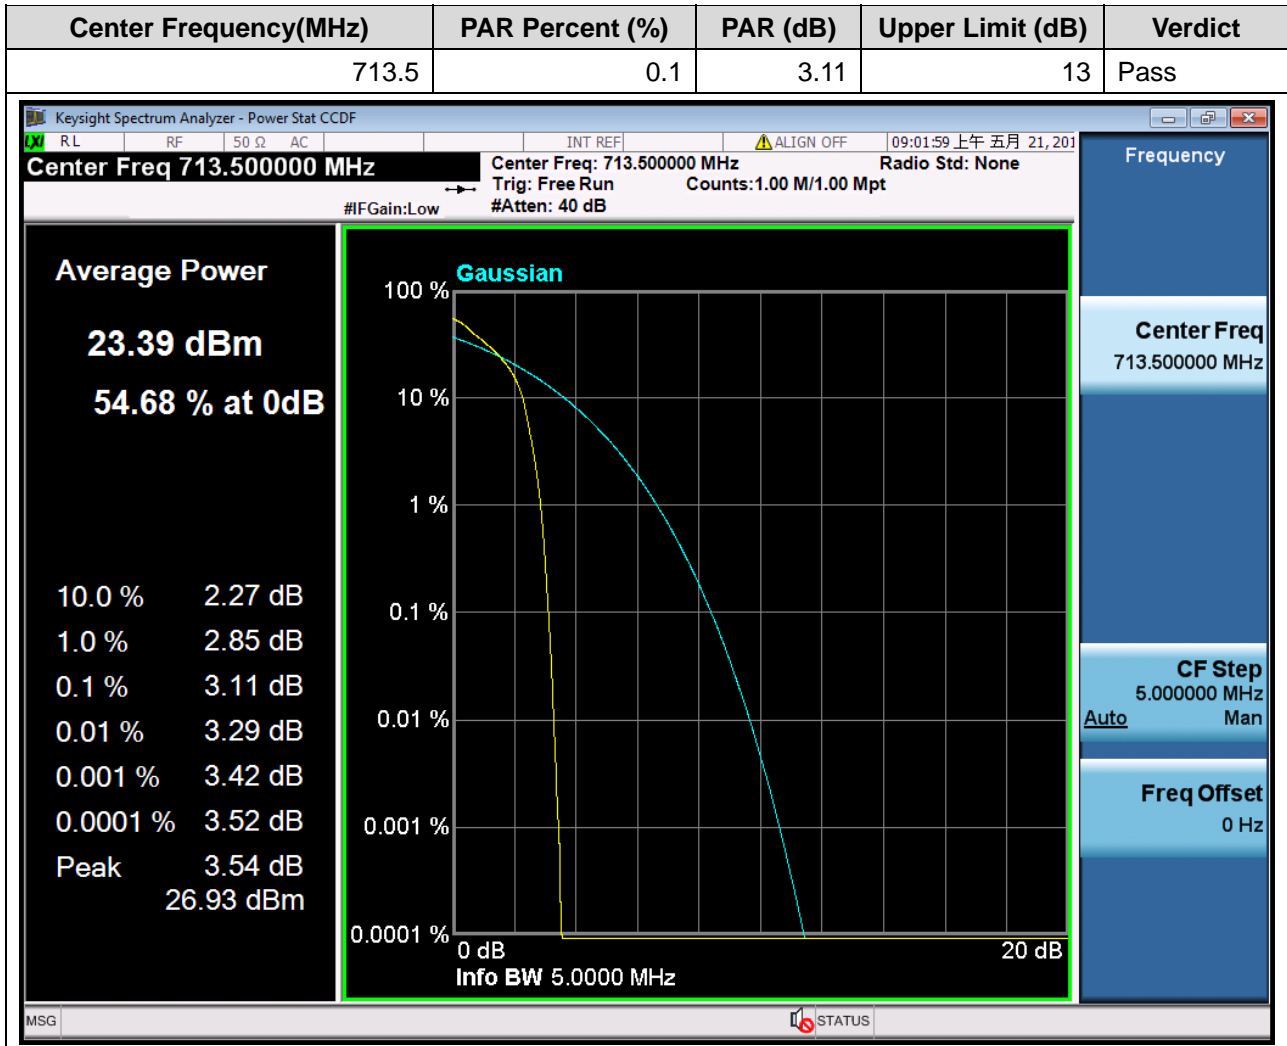 Center Frequency(MHz) PAR Percent (%) PAR (dB) Upper Limit (dB) Verdict
713.5 0.1 3.11 13 Pass
Keysight Spectrum Analyzer - Power Stat CCDF
LXI RL RF 50 Ω AC INT REF ALIGN OFF 09:01:59 上午 五月 21, 201
Center Freq 713.500000 MHz
Center Freq: 713.500000 MHz Radio Std: None
Trig: Free Run Counts:1.00 M/1.00 Mpt
#IFGain:Low #Atten: 40 dB
Average Power
23.39 dBm
54.68 % at 0dB
10.0 % 2.27 dB
1.0 % 2.85 dB
0.1 % 3.11 dB
0.01 % 3.29 dB
0.001 % 3.42 dB
0.0001 % 3.52 dB
Peak 3.54 dB
26.93 dBm
Gaussian
100 %
10 %
1 %
0.1 %
0.01 %
0.001 %
0.0001 %
0 dB 20 dB
Info BW 5.0000 MHz
Frequency
Center Freq
713.500000 MHz
CF Step
5.000000 MHz
Auto Man
Freq Offset
0 Hz
MSG STATUS